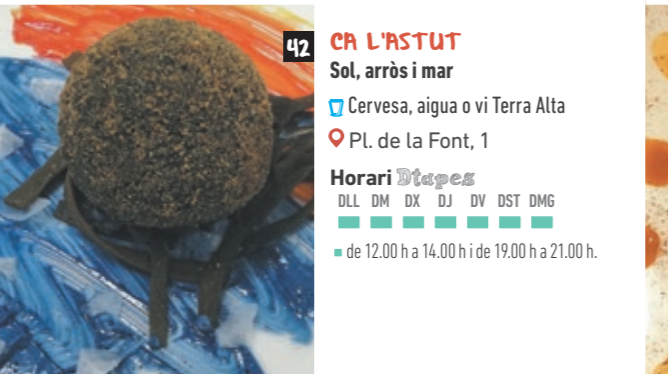 42
CA L'ASTUT
Sol, arròs i mar
Cervesa, aigua o vi Terra Alta
Pl. de la Font, 1
Horari Dtapes
DLL DM DX DJ DV DST DMG
de 12.00 h a 14.00 h i de 19.00 h a 21.00 h.